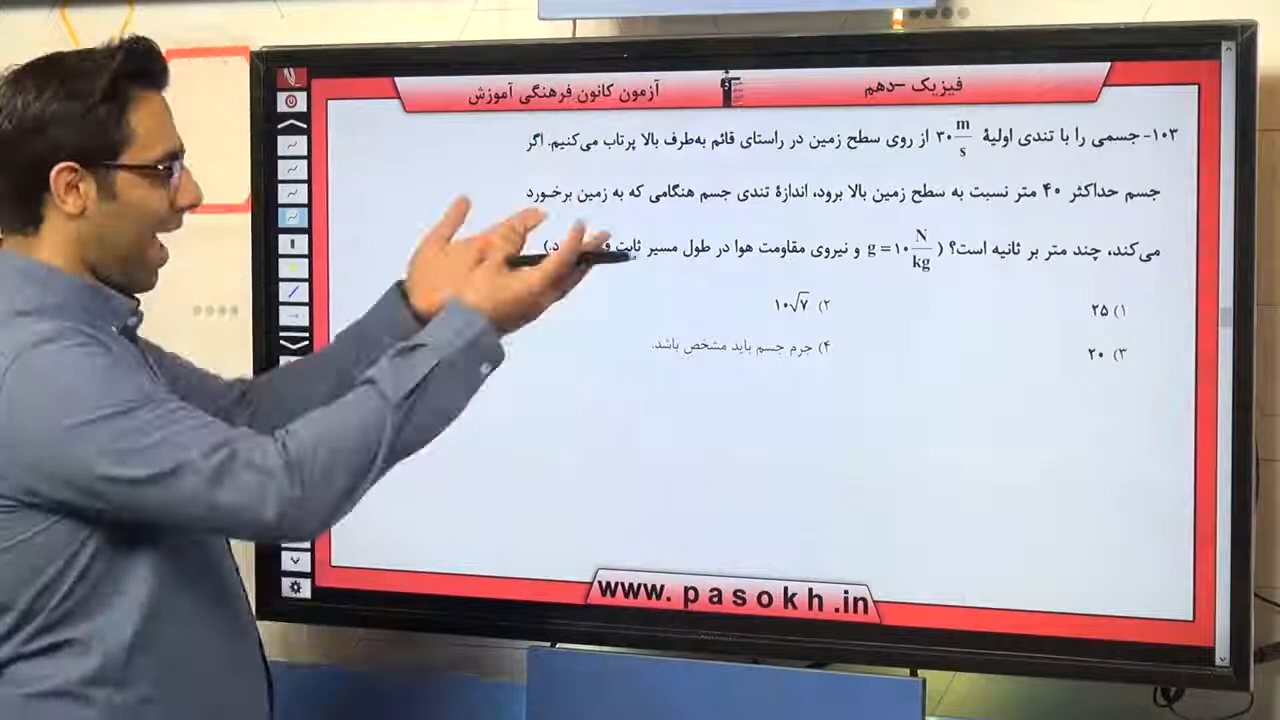 فیزیک -دهم
آزمون کانون فرهنگی آموزش
۱۰۳- جسمی را با تندی اولیهٔ ۳۰ m/s از روی سطح زمین در راستای قائم به‌طرف بالا پرتاب می‌کنیم. اگر
جسم حداکثر ۴۰ متر نسبت به سطح زمین بالا برود، اندازهٔ تندی جسم هنگامی که به زمین برخورد
می‌کند، چند متر بر ثانیه است؟ ( g = ۱۰ N/kg و نیروی مقاومت هوا در طول مسیر ثابت
۱) ۲۵
۲) ۱۰√۷
۳) ۲۰
۴) جرم جسم باید مشخص باشد.
www.pasokh.in